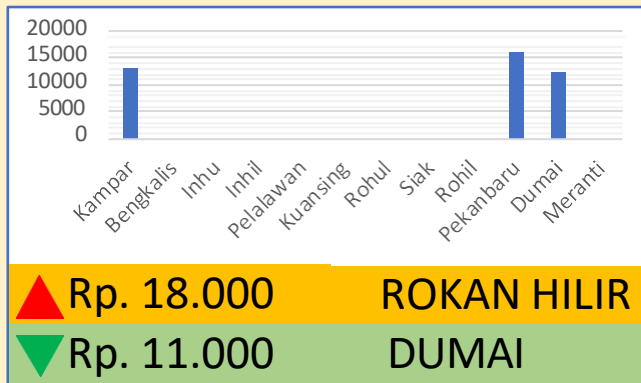 20000
15000
10000
5000
0
Kampar
Bengkalis
Inhu
Inhil
Pelalawan
Kuansing
Rohul
Siak
Rohil
Pekanbaru
Dumai
Meranti
Rp. 18.000 ROKAN HILIR
Rp. 11.000 DUMAI